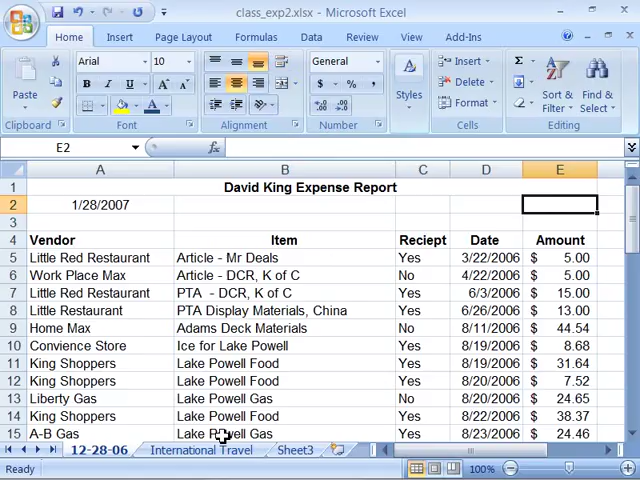 class_exp2.xlsx - Microsoft Excel
Home Insert Page Layout Formulas Data Review View Add-Ins
Paste
Clipboard
Arial 10
B I U
Font
Alignment
General
$ % ,
Number
Styles
Insert
Delete
Format
Cells
Σ
Sort & Filter
Find & Select
Editing
E2 fx
A B C D E
1 David King Expense Report
2 1/28/2007
3
4 Vendor Item Reciept Date Amount
5 Little Red Restaurant Article - Mr Deals Yes 3/22/2006 $ 5.00
6 Work Place Max Article - DCR, K of C No 4/22/2006 $ 5.00
7 Little Red Restaurant PTA - DCR, K of C Yes 6/3/2006 $ 15.00
8 Little Restaurant PTA Display Materials, China Yes 6/26/2006 $ 13.00
9 Home Max Adams Deck Materials No 8/11/2006 $ 44.54
10 Convience Store Ice for Lake Powell Yes 8/19/2006 $ 8.68
11 King Shoppers Lake Powell Food Yes 8/19/2006 $ 31.64
12 King Shoppers Lake Powell Food Yes 8/20/2006 $ 7.52
13 Liberty Gas Lake Powell Gas No 8/20/2006 $ 24.65
14 King Shoppers Lake Powell Food Yes 8/22/2006 $ 38.37
15 A-B Gas Lake Powell Gas Yes 8/23/2006 $ 24.46
12-28-06 International Travel Sheet3
Ready 100%